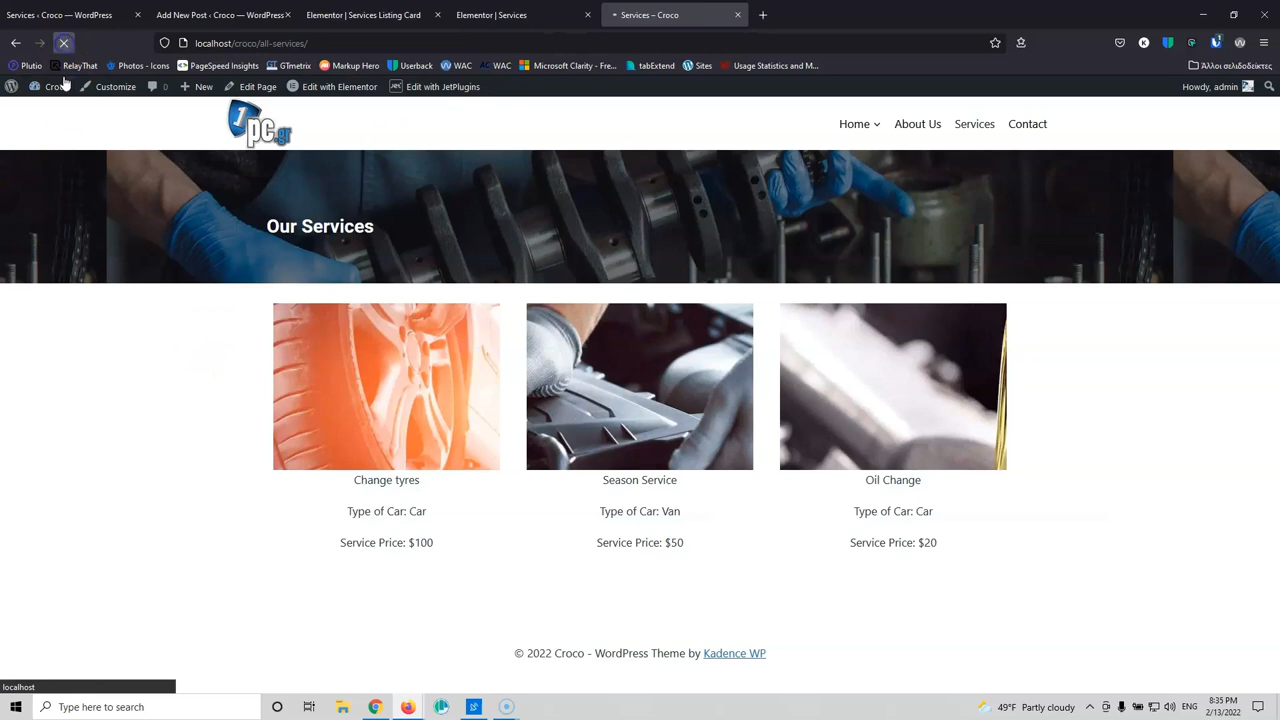 Services ‹ Croco — WordPress
Add New Post ‹ Croco — WordPress
Elementor | Services Listing Card
Elementor | Services
Services – Croco
localhost/croco/all-services/
Plutio
RelayThat
Photos - Icons
PageSpeed Insights
GTmetrix
Markup Hero
Userback
WAC
WAC
Microsoft Clarity - Fre...
tabExtend
Sites
Usage Statistics and M...
Άλλοι σελιδοδείκτες
Customize
0
New
Edit Page
Edit with Elementor
Edit with JetPlugins
Howdy, admin
1pc.gr
Home
About Us
Services
Contact
Our Services
Change tyres
Type of Car: Car
Service Price: $100
Season Service
Type of Car: Van
Service Price: $50
Oil Change
Type of Car: Car
Service Price: $20
© 2022 Croco - WordPress Theme by Kadence WP
localhost
Type here to search
49°F Partly cloudy
ENG
8:35 PM
2/13/2022